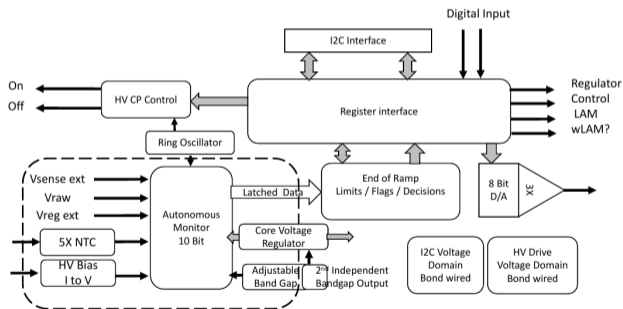 Digital Input
I2C Interface
On
Off
HV CP Control
Register interface
Regulator
Control
LAM
wLAM?
Ring Oscillator
Vsense ext
Vraw
Vreg ext
5X NTC
HV Bias
I to V
Autonomous
Monitor
10 Bit
Latched Data
End of Ramp
Limits / Flags / Decisions
8 Bit
D/A
3X
Core Voltage
Regulator
Adjustable
Band Gap
2nd Independent
Bandgap Output
I2C Voltage
Domain
Bond wired
HV Drive
Voltage Domain
Bond wired